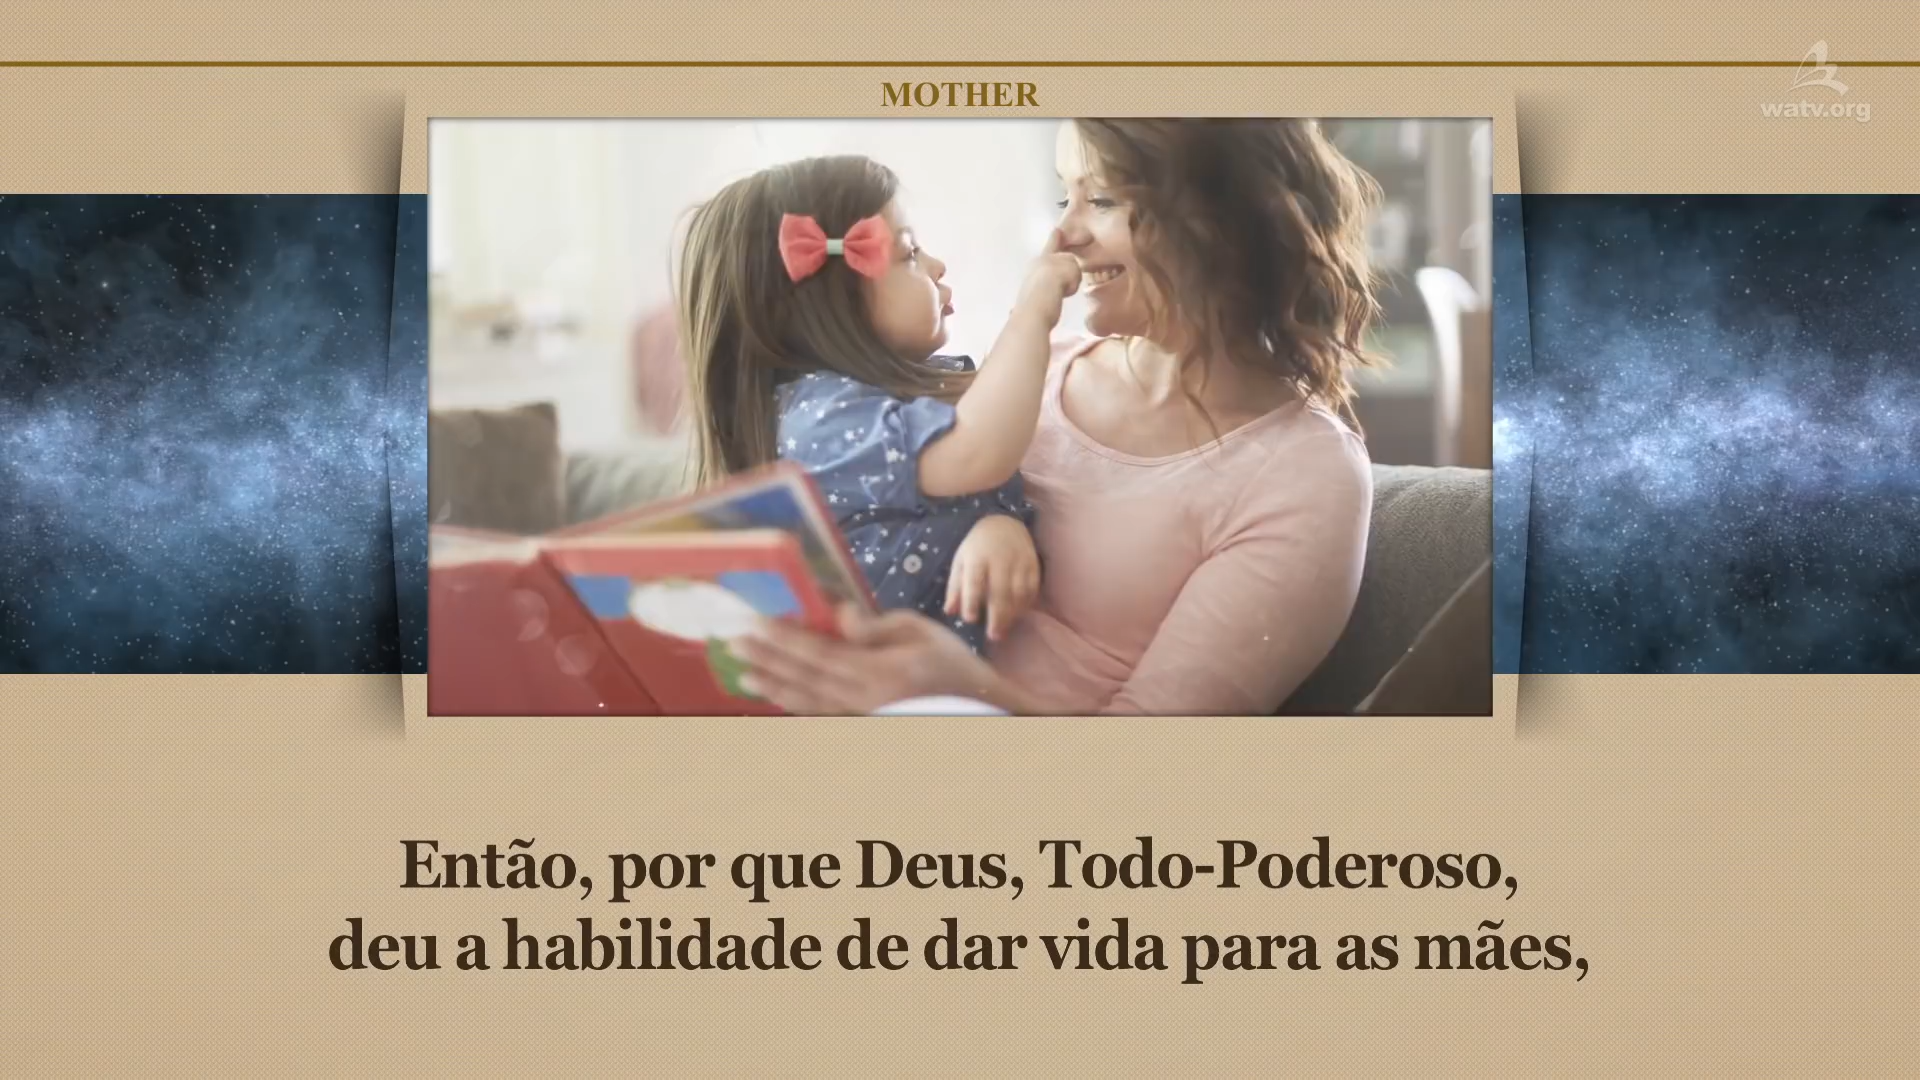 MOTHER
watv.org
Então, por que Deus, Todo-Poderoso,
deu a habilidade de dar vida para as mães,